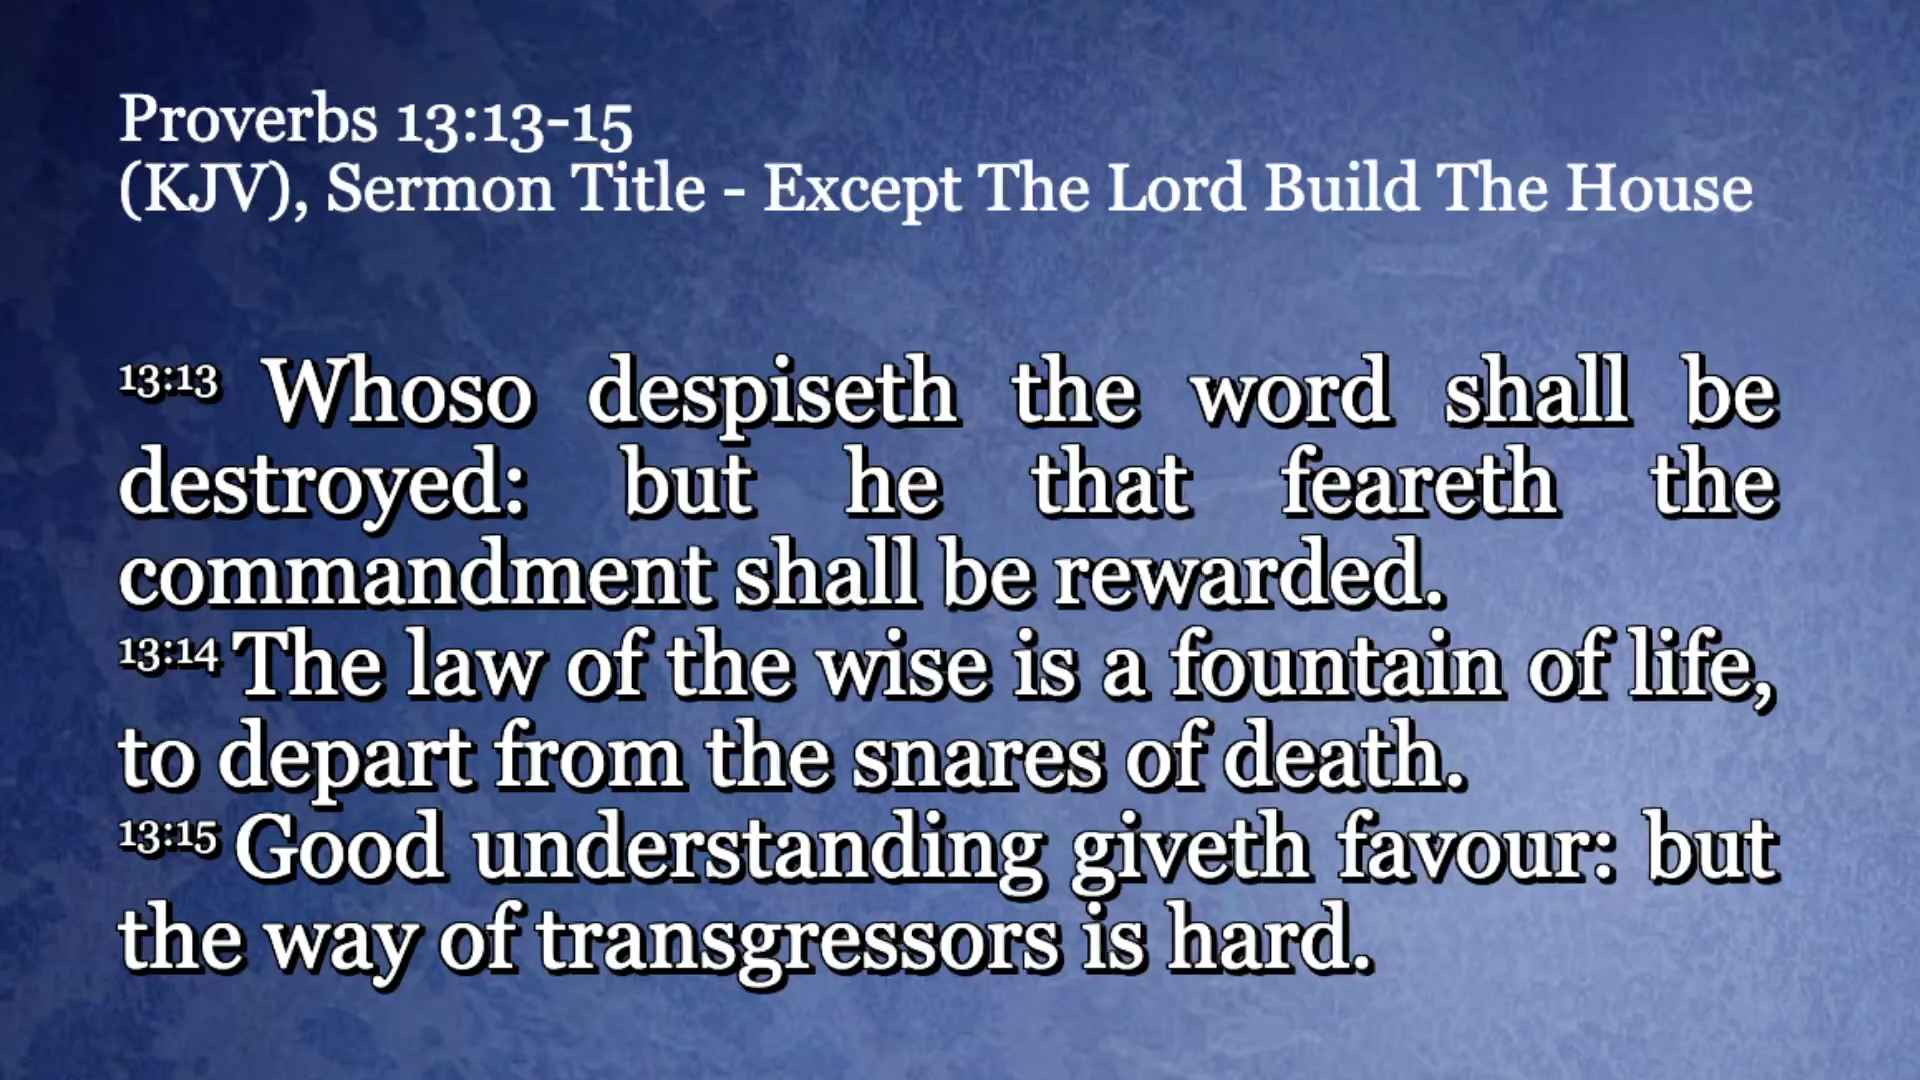 Proverbs 13:13-15
(KJV), Sermon Title - Except The Lord Build The House
13:13 Whoso despiseth the word shall be
destroyed: but he that feareth the
commandment shall be rewarded.
13:14 The law of the wise is a fountain of life,
to depart from the snares of death.
13:15 Good understanding giveth favour: but
the way of transgressors is hard.